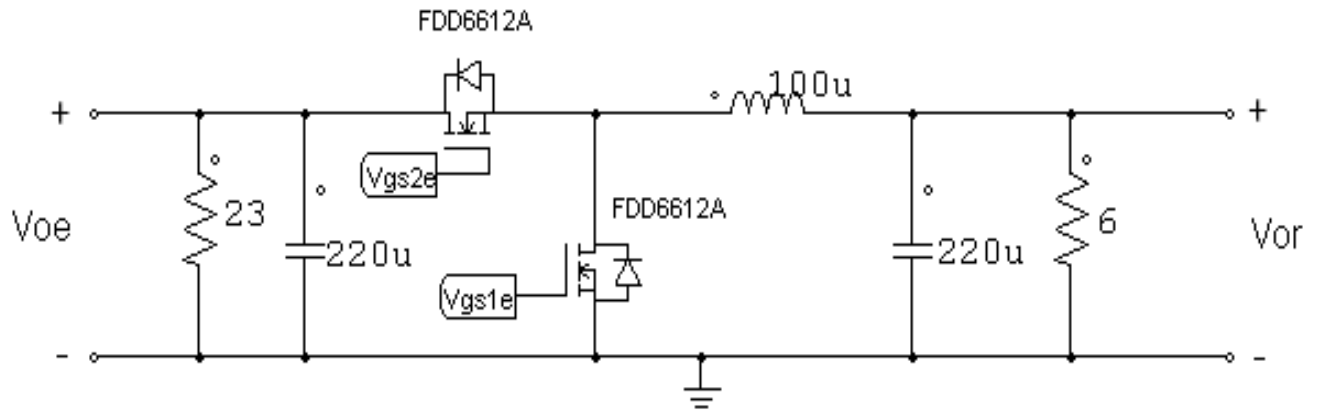 FDD6612A
100u
+
+
Vgs2e
23
FDD6612A
6
Voe
220u
220u
Vor
Vgs1e
-
-